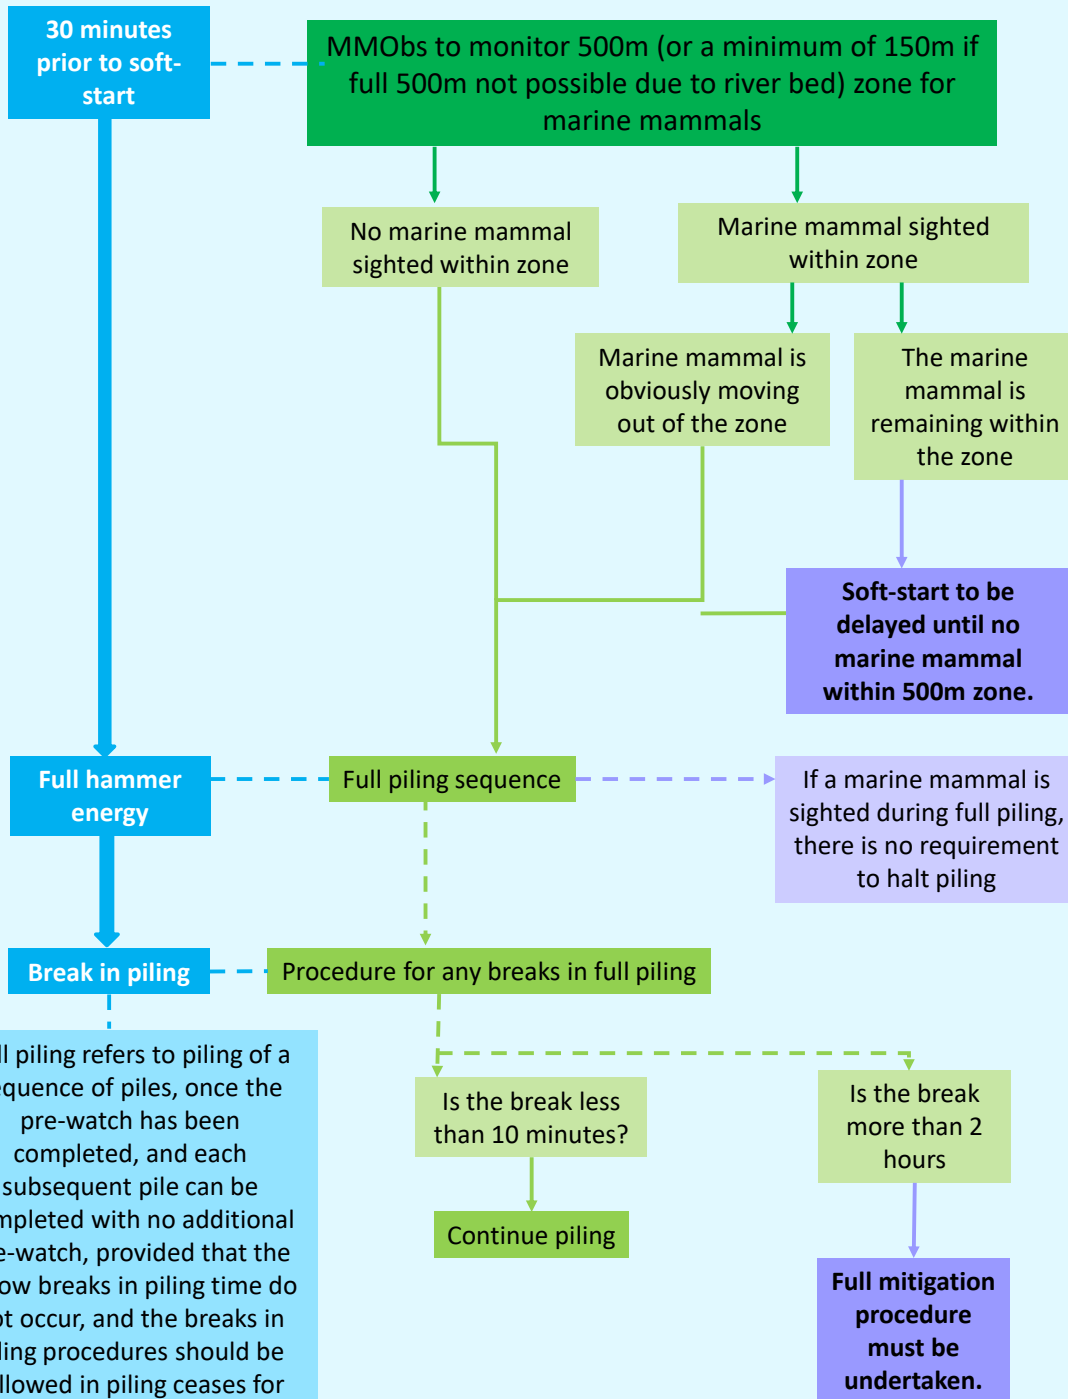 30 minutes
prior to soft-
start
MMObs to monitor 500m (or a minimum of 150m if
full 500m not possible due to river bed) zone for
marine mammals
No marine mammal
sighted within zone
Marine mammal sighted
within zone
Marine mammal is
obviously moving
out of the zone
The marine
mammal is
remaining within
the zone
Soft-start to be
delayed until no
marine mammal
within 500m zone.
Full hammer
energy
Full piling sequence
If a marine mammal is
sighted during full piling,
there is no requirement
to halt piling
Break in piling
Procedure for any breaks in full piling
piling refers to piling of a
of piles, once the
pre-watch has been
completed, and each
subsequent pile can be
with no additional
provided that the
breaks in piling time do
occur, and the breaks in
procedures should be
in piling ceases for
Is the break less
than 10 minutes?
Continue piling
Is the break
more than 2
hours
Full mitigation
procedure
must be
undertaken.